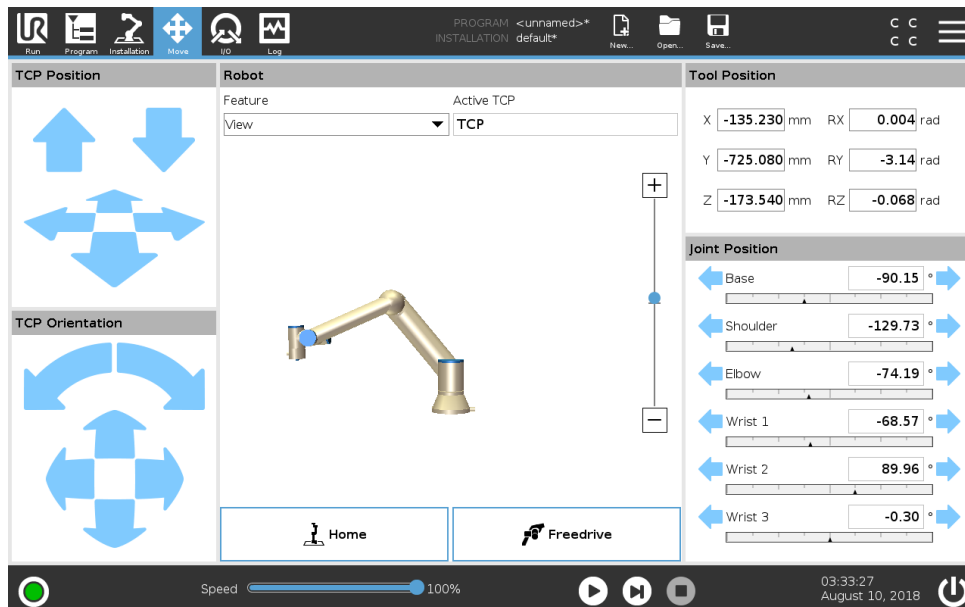 PROGRAM <unnamed>*
INSTALLATION default*
UR
Run
Program
Installation
Move
I/O
Log
New...
Open...
Save...
C C
C C
TCP Position
TCP Orientation
Robot
Feature
Active TCP
View
TCP
+
−
Home
Freedrive
Tool Position
X -135.230 mm RX 0.004 rad
Y -725.080 mm RY -3.14 rad
Z -173.540 mm RZ -0.068 rad
Joint Position
Base -90.15 °
Shoulder -129.73 °
Elbow -74.19 °
Wrist 1 -68.57 °
Wrist 2 89.96 °
Wrist 3 -0.30 °
Speed 100%
03:33:27
August 10, 2018